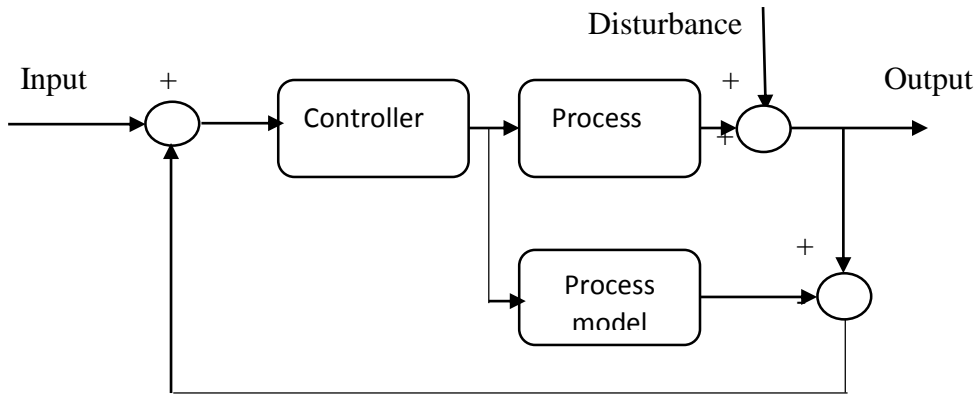 Disturbance
Input
+
+
Output
Controller
Process
+
+
Process
model